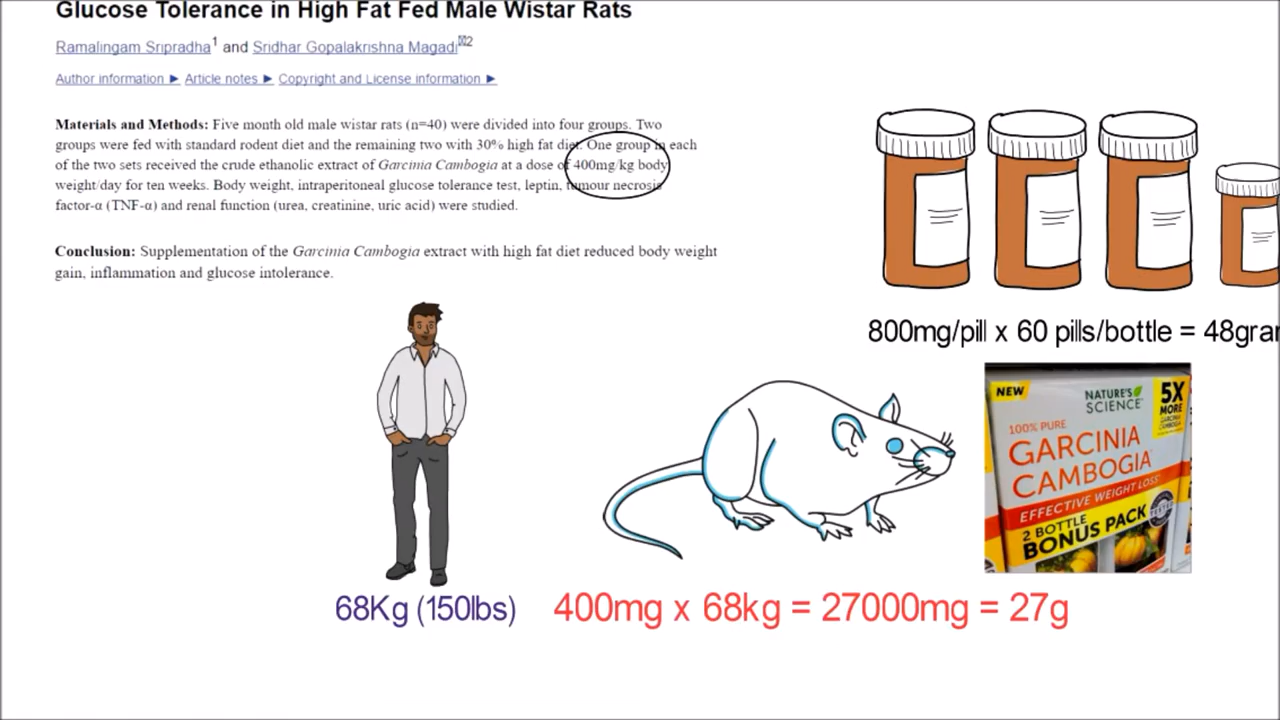 Glucose Tolerance in High Fat Fed Male Wistar Rats
Ramalingam Sripradha1 and Sridhar Gopalakrishna Magadi✉2
Author information ► Article notes ► Copyright and License information ►
Materials and Methods: Five month old male wistar rats (n=40) were divided into four groups. Two
groups were fed with standard rodent diet and the remaining two with 30% high fat diet. One group in each
of the two sets received the crude ethanolic extract of Garcinia Cambogia at a dose of 400mg/kg body
weight/day for ten weeks. Body weight, intraperitoneal glucose tolerance test, leptin, tumour necrosis
factor-α (TNF-α) and renal function (urea, creatinine, uric acid) were studied.
Conclusion: Supplementation of the Garcinia Cambogia extract with high fat diet reduced body weight
gain, inflammation and glucose intolerance.
800mg/pill x 60 pills/bottle = 48gra
NEW
NATURE'S
SCIENCE
5X
MORE
GARCINIA
CAMBOGIA
100% PURE
GARCINIA
CAMBOGIA
EFFECTIVE WEIGHT LOSS
2 BOTTLE
BONUS PACK
68Kg (150lbs)
400mg x 68kg = 27000mg = 27g